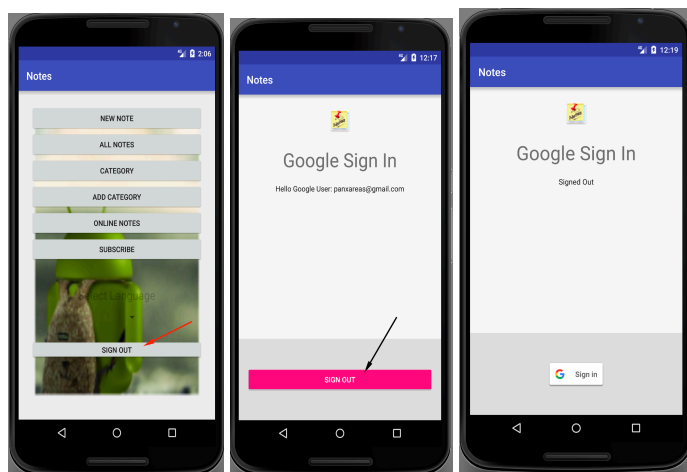 2:06
Notes
NEW NOTE
ALL NOTES
CATEGORY
ADD CATEGORY
ONLINE NOTES
SUBSCRIBE
Select Language
SIGN OUT
12:17
Notes
Google Sign In
Hello Google User: panxareas@gmail.com
SIGN OUT
12:19
Notes
Google Sign In
Signed Out
G Sign in